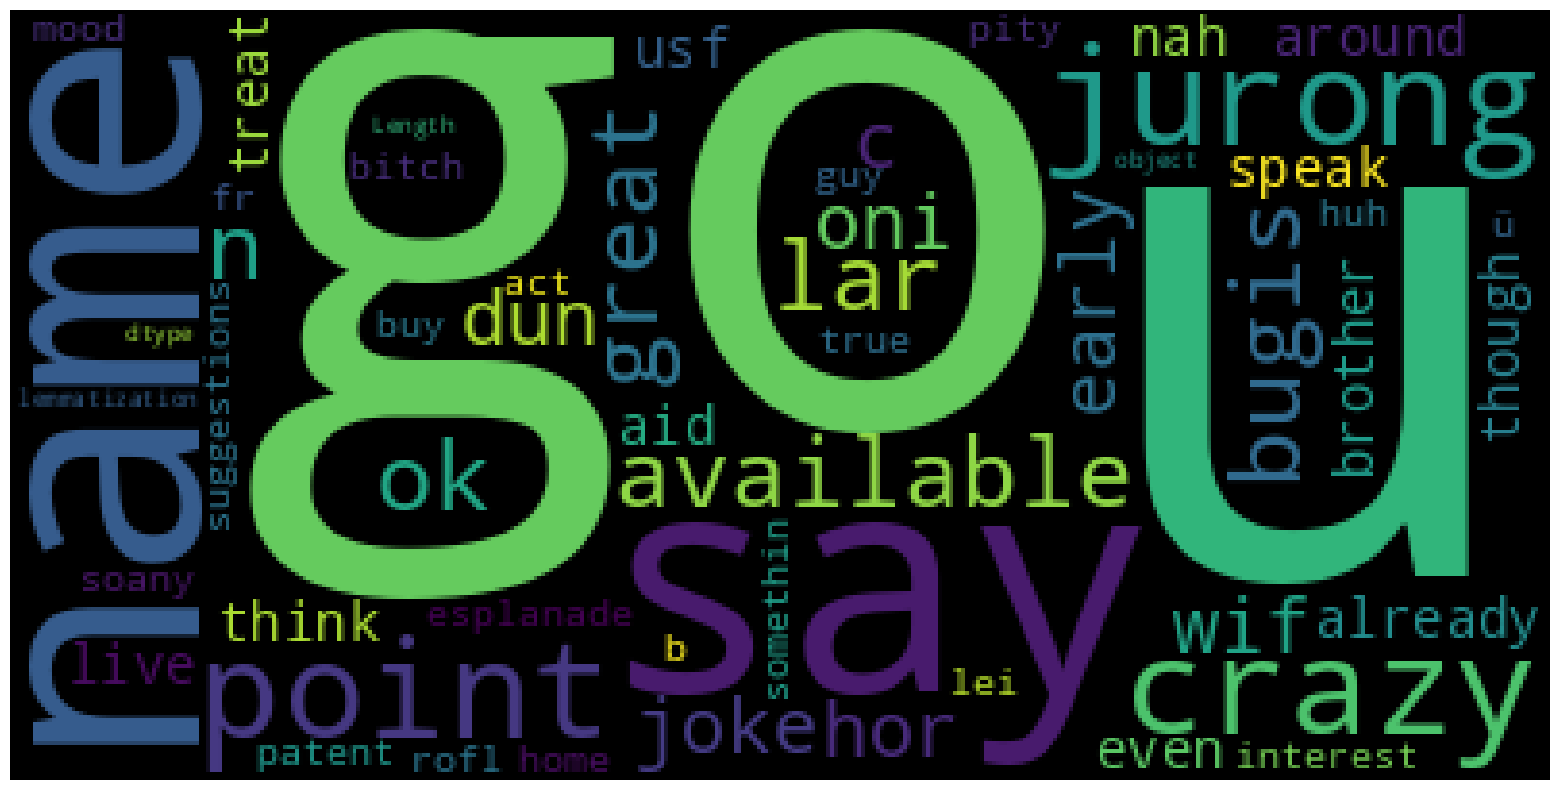 mood
name
treat
go
usf
pity
nah
around
jurong
Length
bitch
c
guy
object
speak
fr
n
great
oni
lar
early
u
bugis
huh
c
though
act
dun
buy
true
brother
dtype
suggestions
lemmatization
ok
aid
available
say
somethin
soany
think
esplanade
wif
already
live
point
b
lei
crazy
joke
hor
patent
rofl
home
even
interest